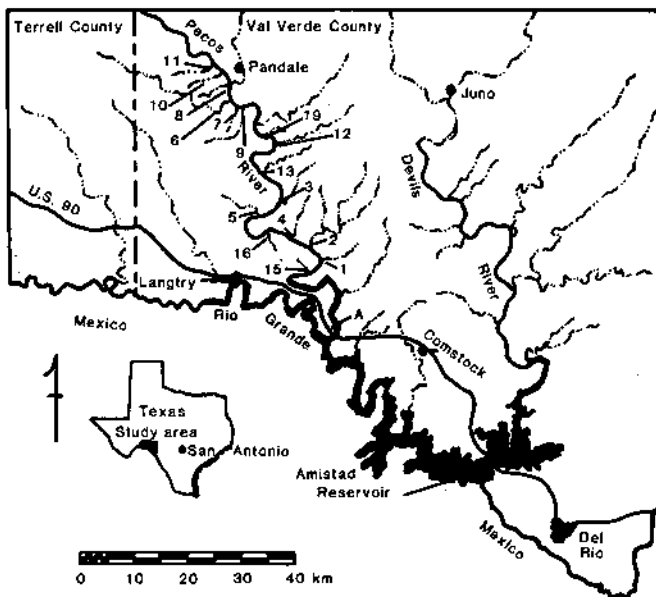 Terrell County
Val Verde County
Pecos
11
Pandale
Juno
10
8
6
7
9
19
12
13
River
3
Devils
U.S. 90
5
4
2
16
15
1
River
Langtry
A
Mexico
Rio
Grande
Comstock
Texas
Study area
San Antonio
Amistad
Reservoir
Mexico
Del
Rio
0 10 20 30 40 km